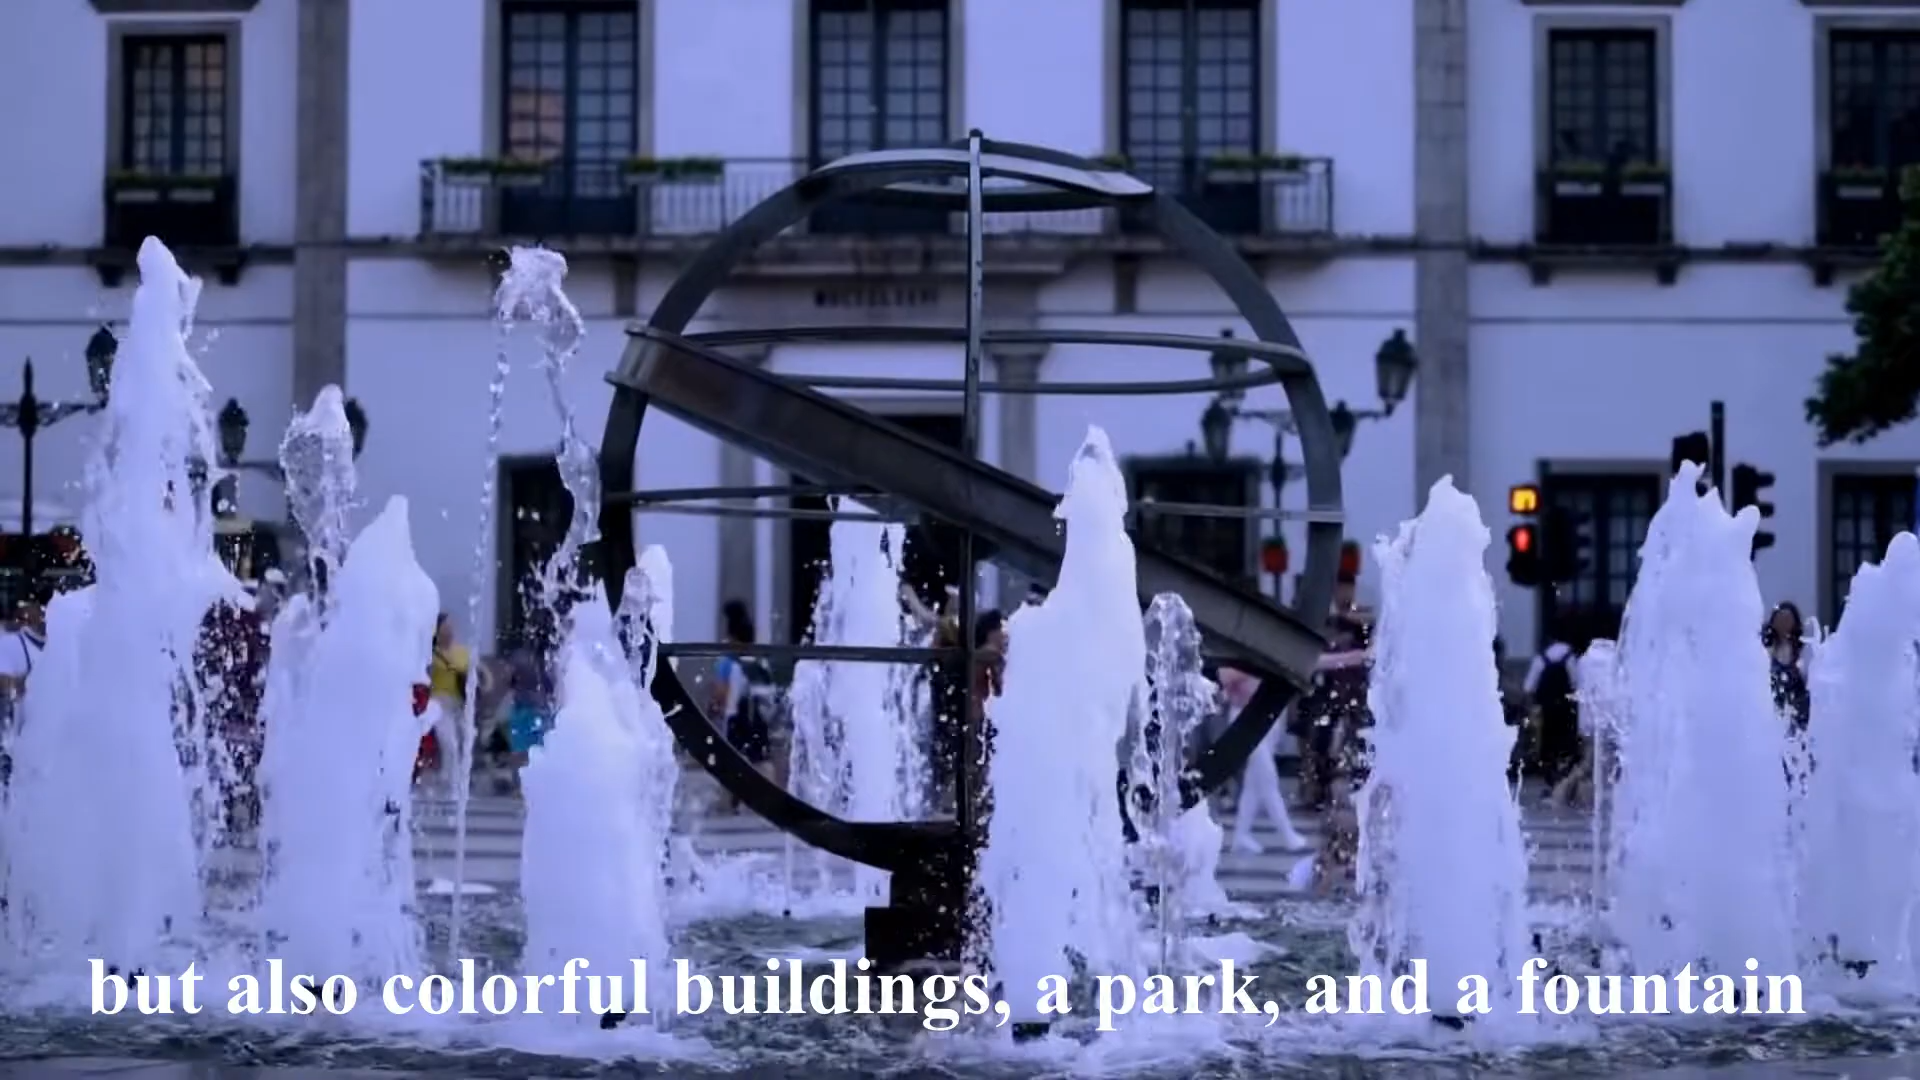 but also colorful buildings, a park, and a fountain